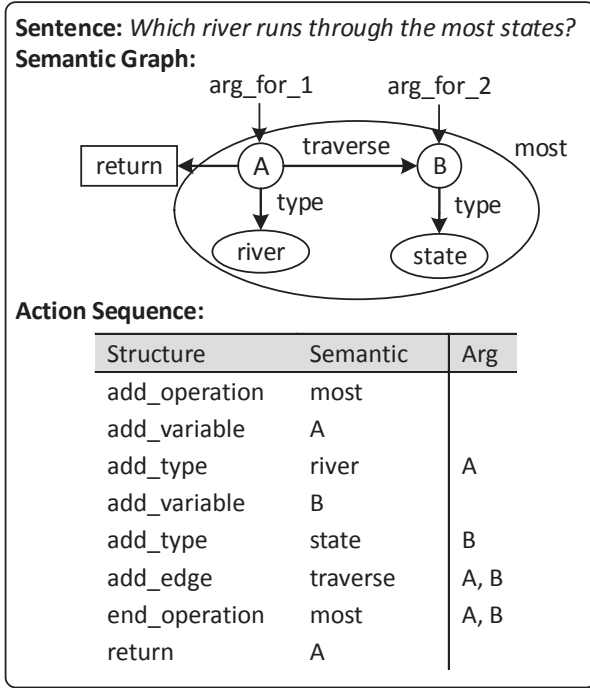 Sentence: Which river runs through the most states?
Semantic Graph:
arg_for_1 arg_for_2
return A traverse B most
type type
river state
Action Sequence:
Structure Semantic Arg
add_operation most
add_variable A
add_type river A
add_variable B
add_type state B
add_edge traverse A, B
end_operation most A, B
return A